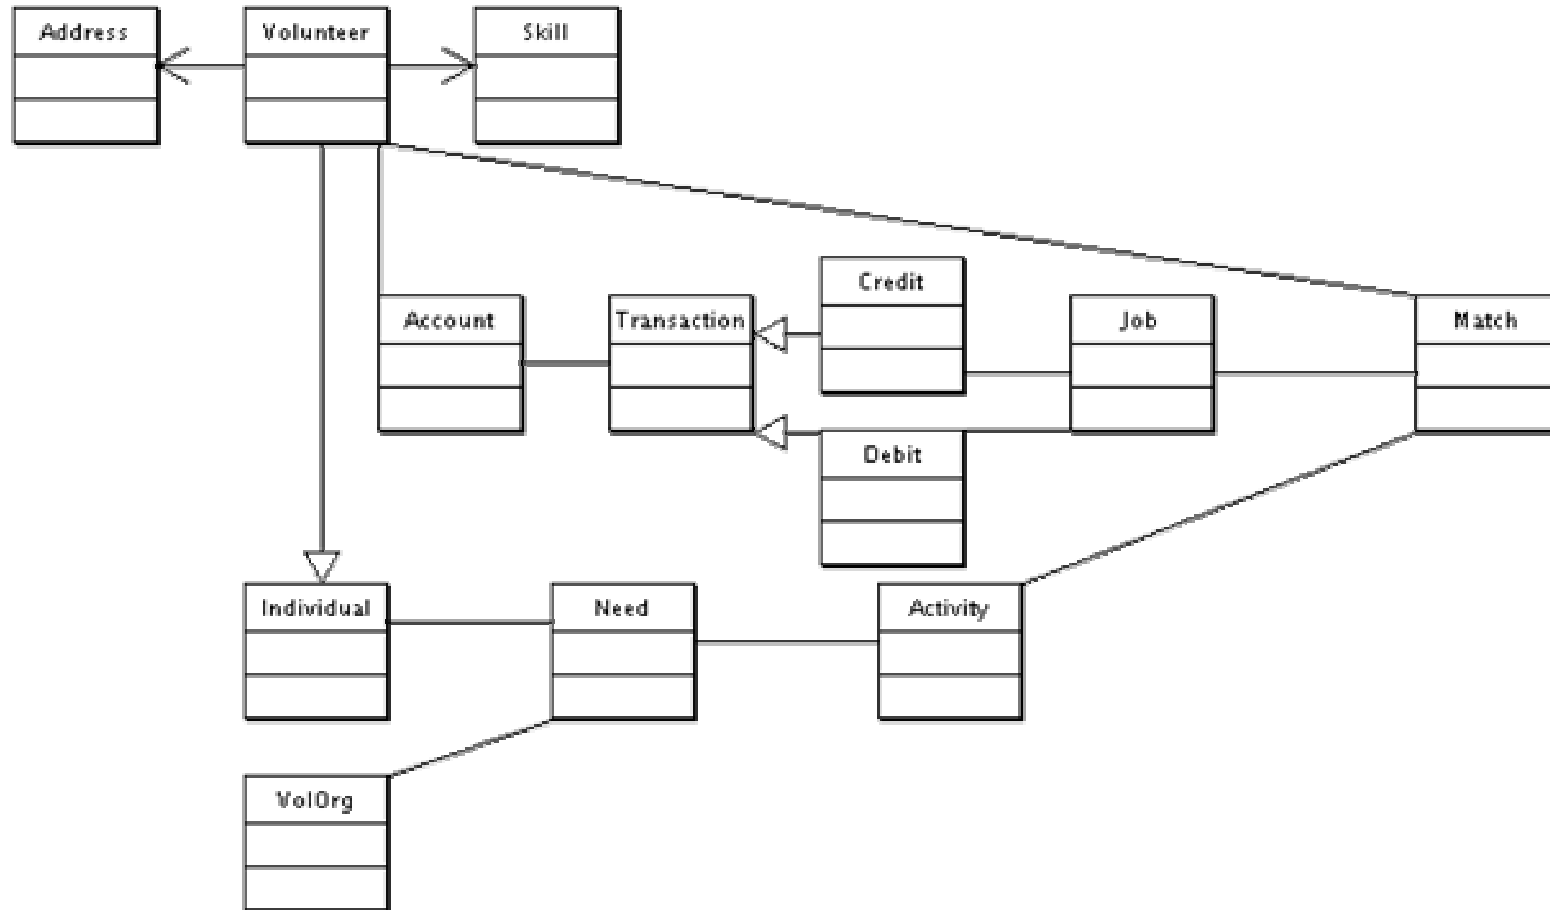 Address
Volunteer
Skill
Credit
Account
Transaction
Job
Match
Debit
Individual
Need
Activity
VolOrg